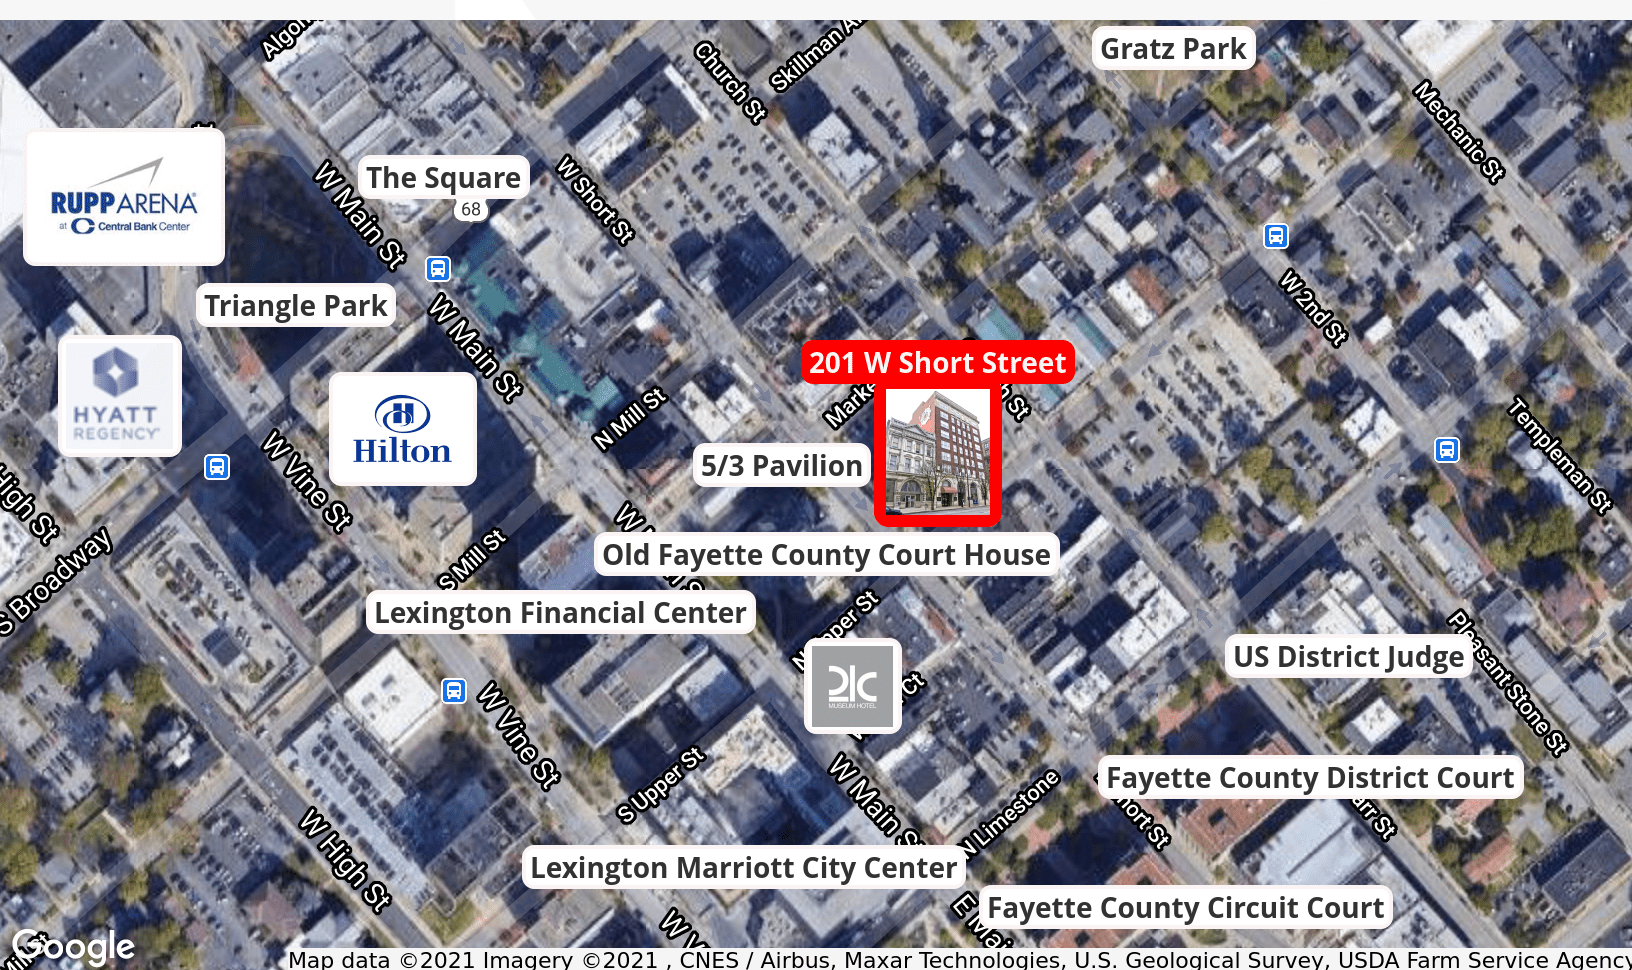 Skillman
Gratz Park
Church St
Mechanic St
RUPP ARENA
at Central Bank Center
W Main St
The Square
68
W Short St
Triangle Park
W 2nd St
W Main St
HYATT
REGENCY
Hilton
N Mill St
201 W Short Street
5/3 Pavilion
Templeman St
W Vine St
High St
S Broadway
S Mill St
Old Fayette County Court House
Lexington Financial Center
21c
MUSEUM HOTEL
US District Judge
Pleasant Stone St
W Vine St
S Upper St
W Main St
N Limestone
Fayette County District Court
W High St
Lexington Marriott City Center
Fayette County Circuit Court
Google
Map data ©2021 Imagery ©2021 , CNES / Airbus, Maxar Technologies, U.S. Geological Survey, USDA Farm Service Agency